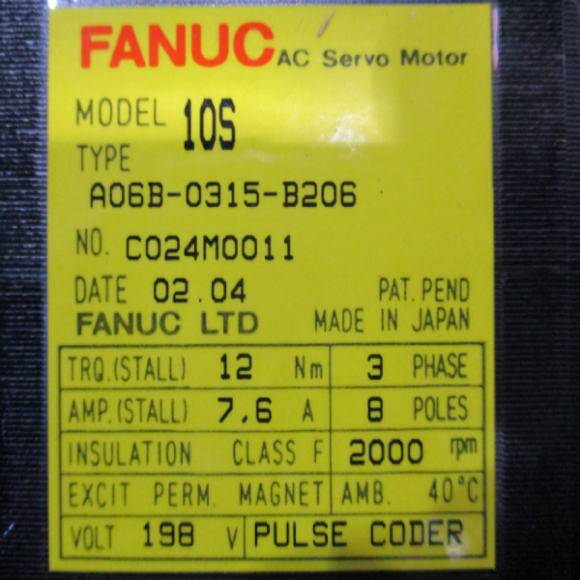 FANUC AC Servo Motor
MODEL 10S
TYPE
A06B-0315-B206
NO. C024M0011
DATE 02.04 PAT. PEND
FANUC LTD MADE IN JAPAN
TRQ.(STALL) 12 Nm 3 PHASE
AMP.(STALL) 7.6 A 8 POLES
INSULATION CLASS F 2000 rpm
EXCIT PERM. MAGNET AMB. 40°C
VOLT 198 V PULSE CODER